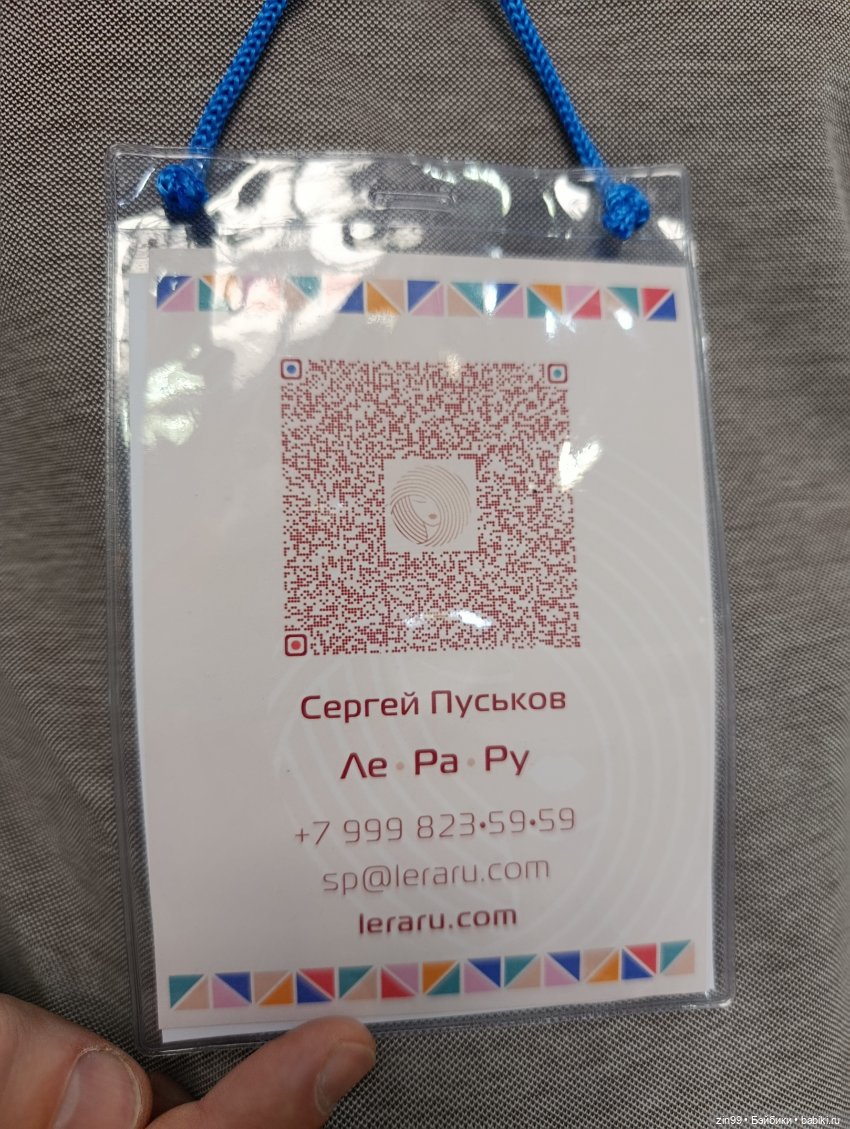 Сергей Пуськов
Ле • Ра • Ру
+7 999 823•59•59
sp@leraru.com
leraru.com
zin99 • Бэйбики • babiki.ru